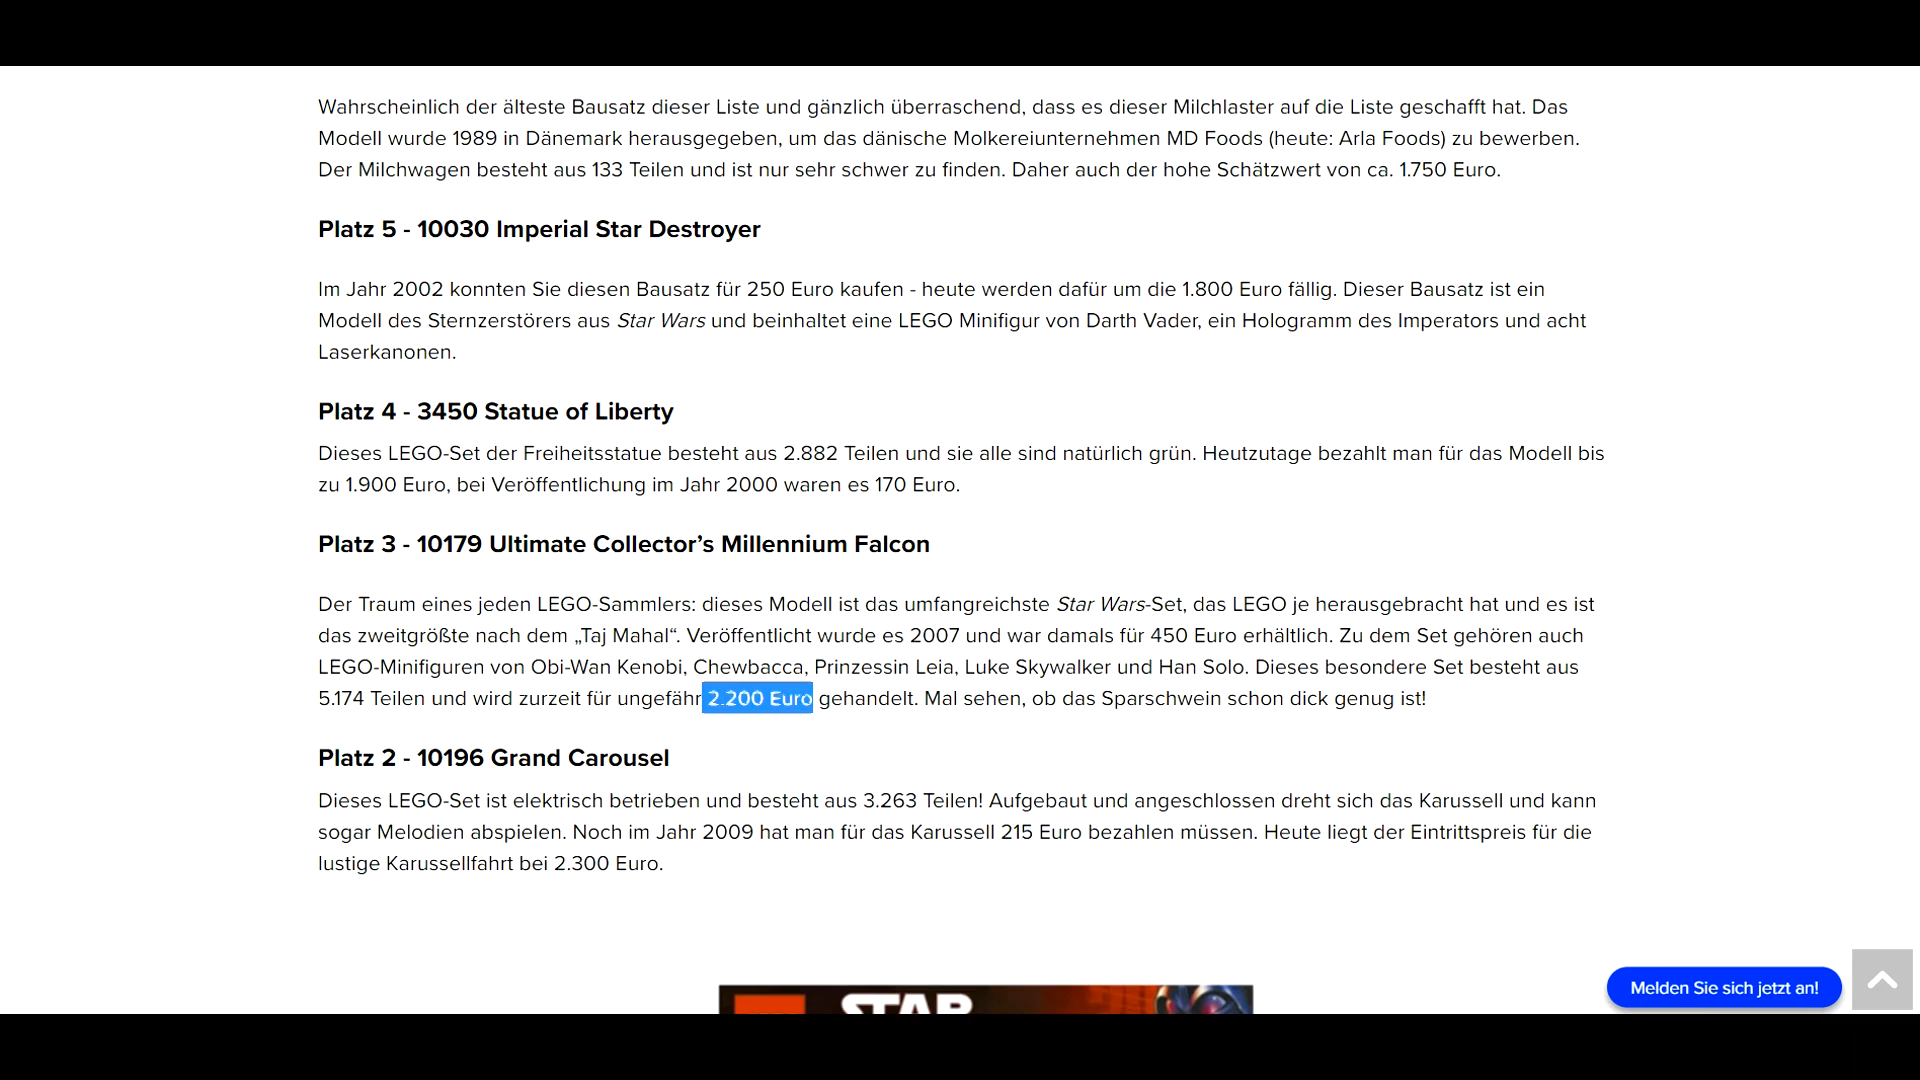 Wahrscheinlich der älteste Bausatz dieser Liste und gänzlich überraschend, dass es dieser Milchlaster auf die Liste geschafft hat. Das
Modell wurde 1989 in Dänemark herausgegeben, um das dänische Molkereiunternehmen MD Foods (heute: Arla Foods) zu bewerben.
Der Milchwagen besteht aus 133 Teilen und ist nur sehr schwer zu finden. Daher auch der hohe Schätzwert von ca. 1.750 Euro.
Platz 5 - 10030 Imperial Star Destroyer
Im Jahr 2002 konnten Sie diesen Bausatz für 250 Euro kaufen - heute werden dafür um die 1.800 Euro fällig. Dieser Bausatz ist ein
Modell des Sternzerstörers aus Star Wars und beinhaltet eine LEGO Minifigur von Darth Vader, ein Hologramm des Imperators und acht
Laserkanonen.
Platz 4 - 3450 Statue of Liberty
Dieses LEGO-Set der Freiheitsstatue besteht aus 2.882 Teilen und sie alle sind natürlich grün. Heutzutage bezahlt man für das Modell bis
zu 1.900 Euro, bei Veröffentlichung im Jahr 2000 waren es 170 Euro.
Platz 3 - 10179 Ultimate Collector’s Millennium Falcon
Der Traum eines jeden LEGO-Sammlers: dieses Modell ist das umfangreichste Star Wars-Set, das LEGO je herausgebracht hat und es ist
das zweitgrößte nach dem „Taj Mahal“. Veröffentlicht wurde es 2007 und war damals für 450 Euro erhältlich. Zu dem Set gehören auch
LEGO-Minifiguren von Obi-Wan Kenobi, Chewbacca, Prinzessin Leia, Luke Skywalker und Han Solo. Dieses besondere Set besteht aus
5.174 Teilen und wird zurzeit für ungefähr 2.200 Euro gehandelt. Mal sehen, ob das Sparschwein schon dick genug ist!
Platz 2 - 10196 Grand Carousel
Dieses LEGO-Set ist elektrisch betrieben und besteht aus 3.263 Teilen! Aufgebaut und angeschlossen dreht sich das Karussell und kann
sogar Melodien abspielen. Noch im Jahr 2009 hat man für das Karussell 215 Euro bezahlen müssen. Heute liegt der Eintrittspreis für die
lustige Karussellfahrt bei 2.300 Euro.
Melden Sie sich jetzt an!
STAR